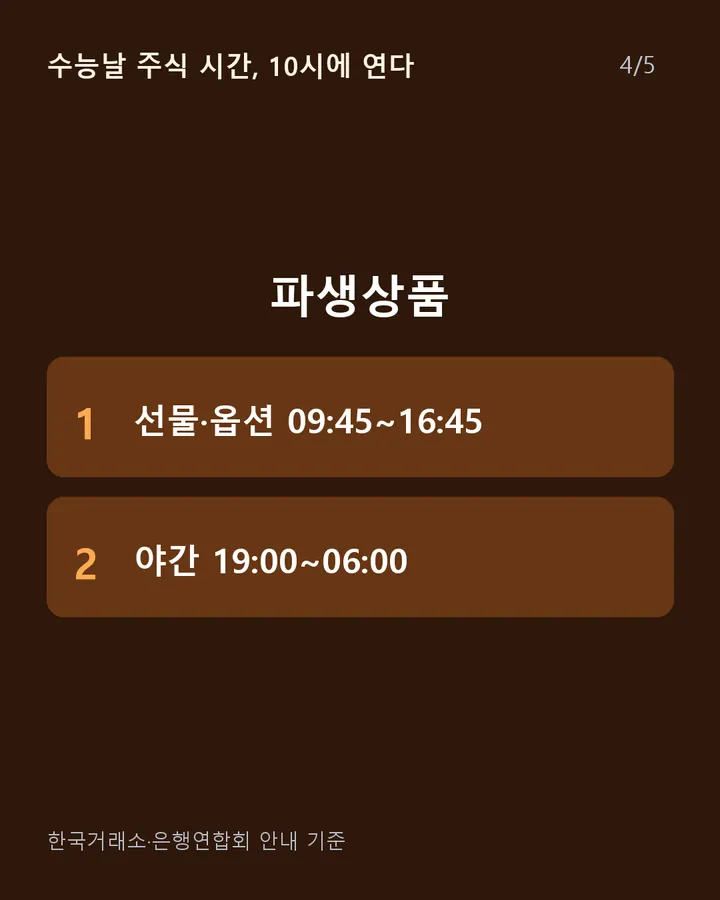 수능날 주식 시간, 10시에 연다
4/5
파생상품
1 선물·옵션 09:45~16:45
2 야간 19:00~06:00
한국거래소·은행연합회 안내 기준